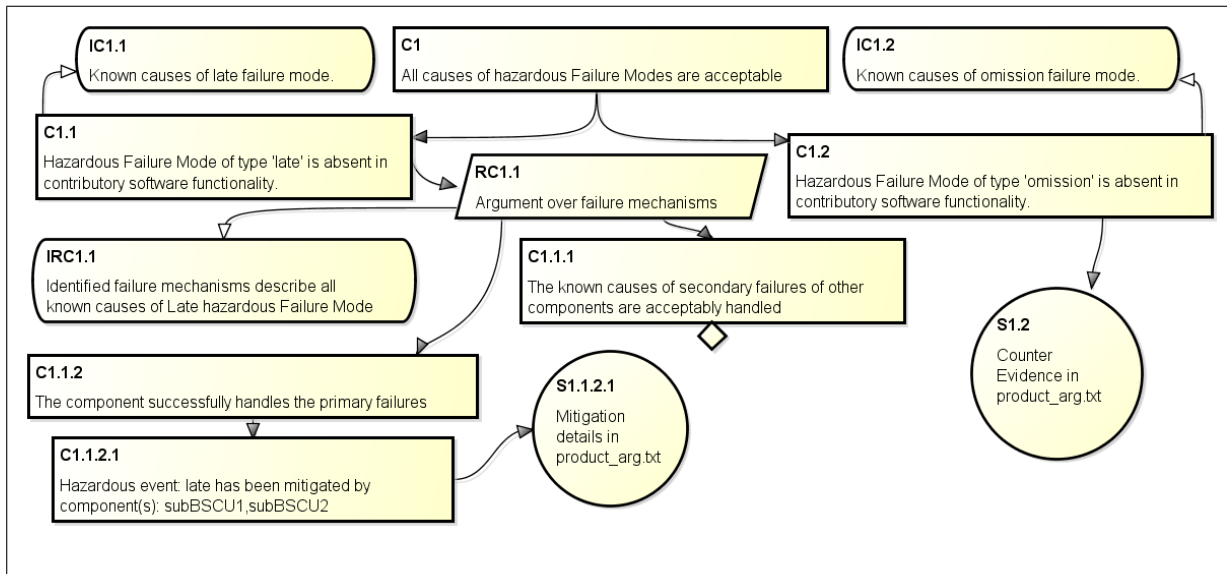 IC1.1
Known causes of late failure mode.
C1
All causes of hazardous Failure Modes are acceptable
IC1.2
Known causes of omission failure mode.
C1.1
Hazardous Failure Mode of type 'late' is absent in
contributory software functionality.
RC1.1
Argument over failure mechanisms
C1.2
Hazardous Failure Mode of type 'omission' is absent in
contributory software functionality.
IRC1.1
Identified failure mechanisms describe all
known causes of Late hazardous Failure Mode
C1.1.1
The known causes of secondary failures of other
components are acceptably handled
S1.2
Counter
Evidence in
product_arg.txt
C1.1.2
The component successfully handles the primary failures
S1.1.2.1
Mitigation
details in
product_arg.txt
C1.1.2.1
Hazardous event: late has been mitigated by
component(s): subBSCU1,subBSCU2